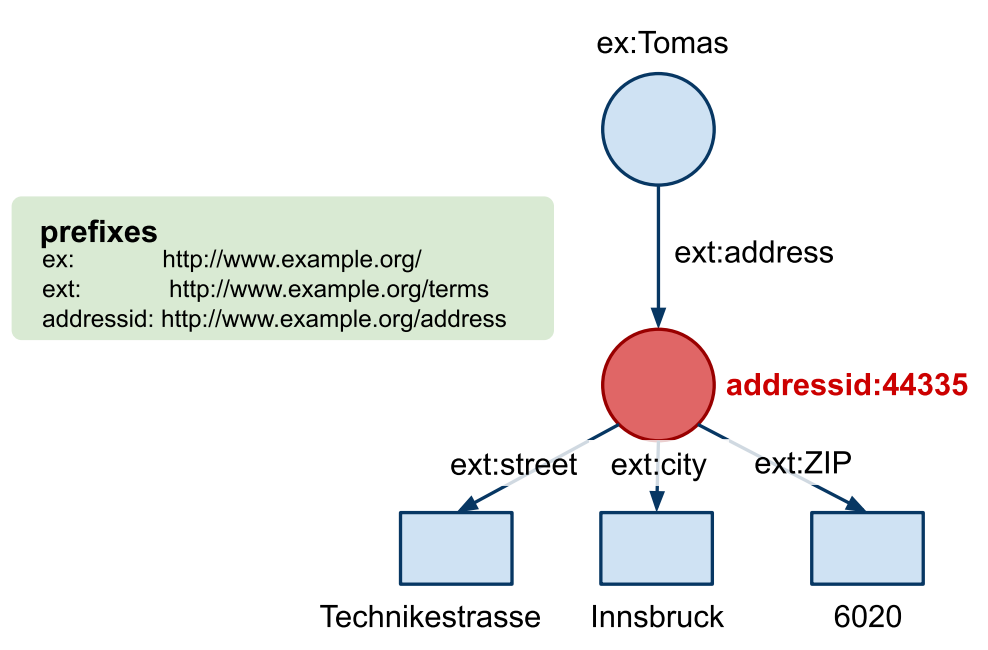 ex:Tomas
prefixes
ex: http://www.example.org/
ext: http://www.example.org/terms
addressid: http://www.example.org/address
ext:address
addressid:44335
ext:street ext:city ext:ZIP
Technikestrasse Innsbruck 6020